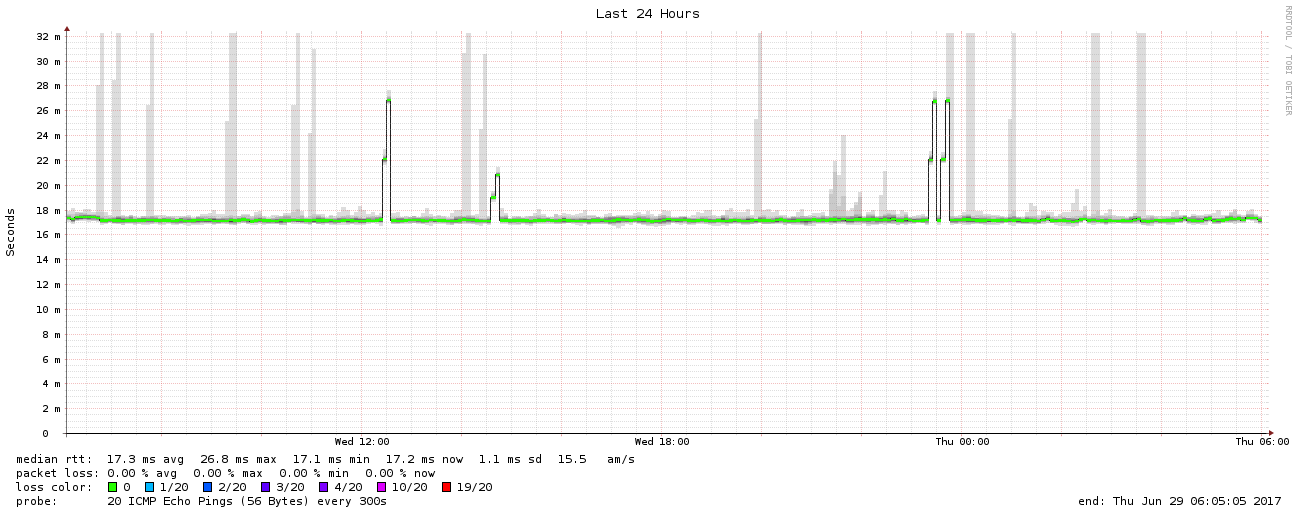 Last 24 Hours
RRDTOOL / TOBI OETIKER
Seconds
32 m
30 m
28 m
26 m
24 m
22 m
20 m
18 m
16 m
14 m
12 m
10 m
8 m
6 m
4 m
2 m
0
Wed 12:00 Wed 18:00 Thu 00:00 Thu 06:00
median rtt: 17.3 ms avg 26.8 ms max 17.1 ms min 17.2 ms now 1.1 ms sd 15.5 am/s
packet loss: 0.00 % avg 0.00 % max 0.00 % min 0.00 % now
loss color: 0 1/20 2/20 3/20 4/20 10/20 19/20
probe: 20 ICMP Echo Pings (56 Bytes) every 300s end: Thu Jun 29 06:05:05 2017